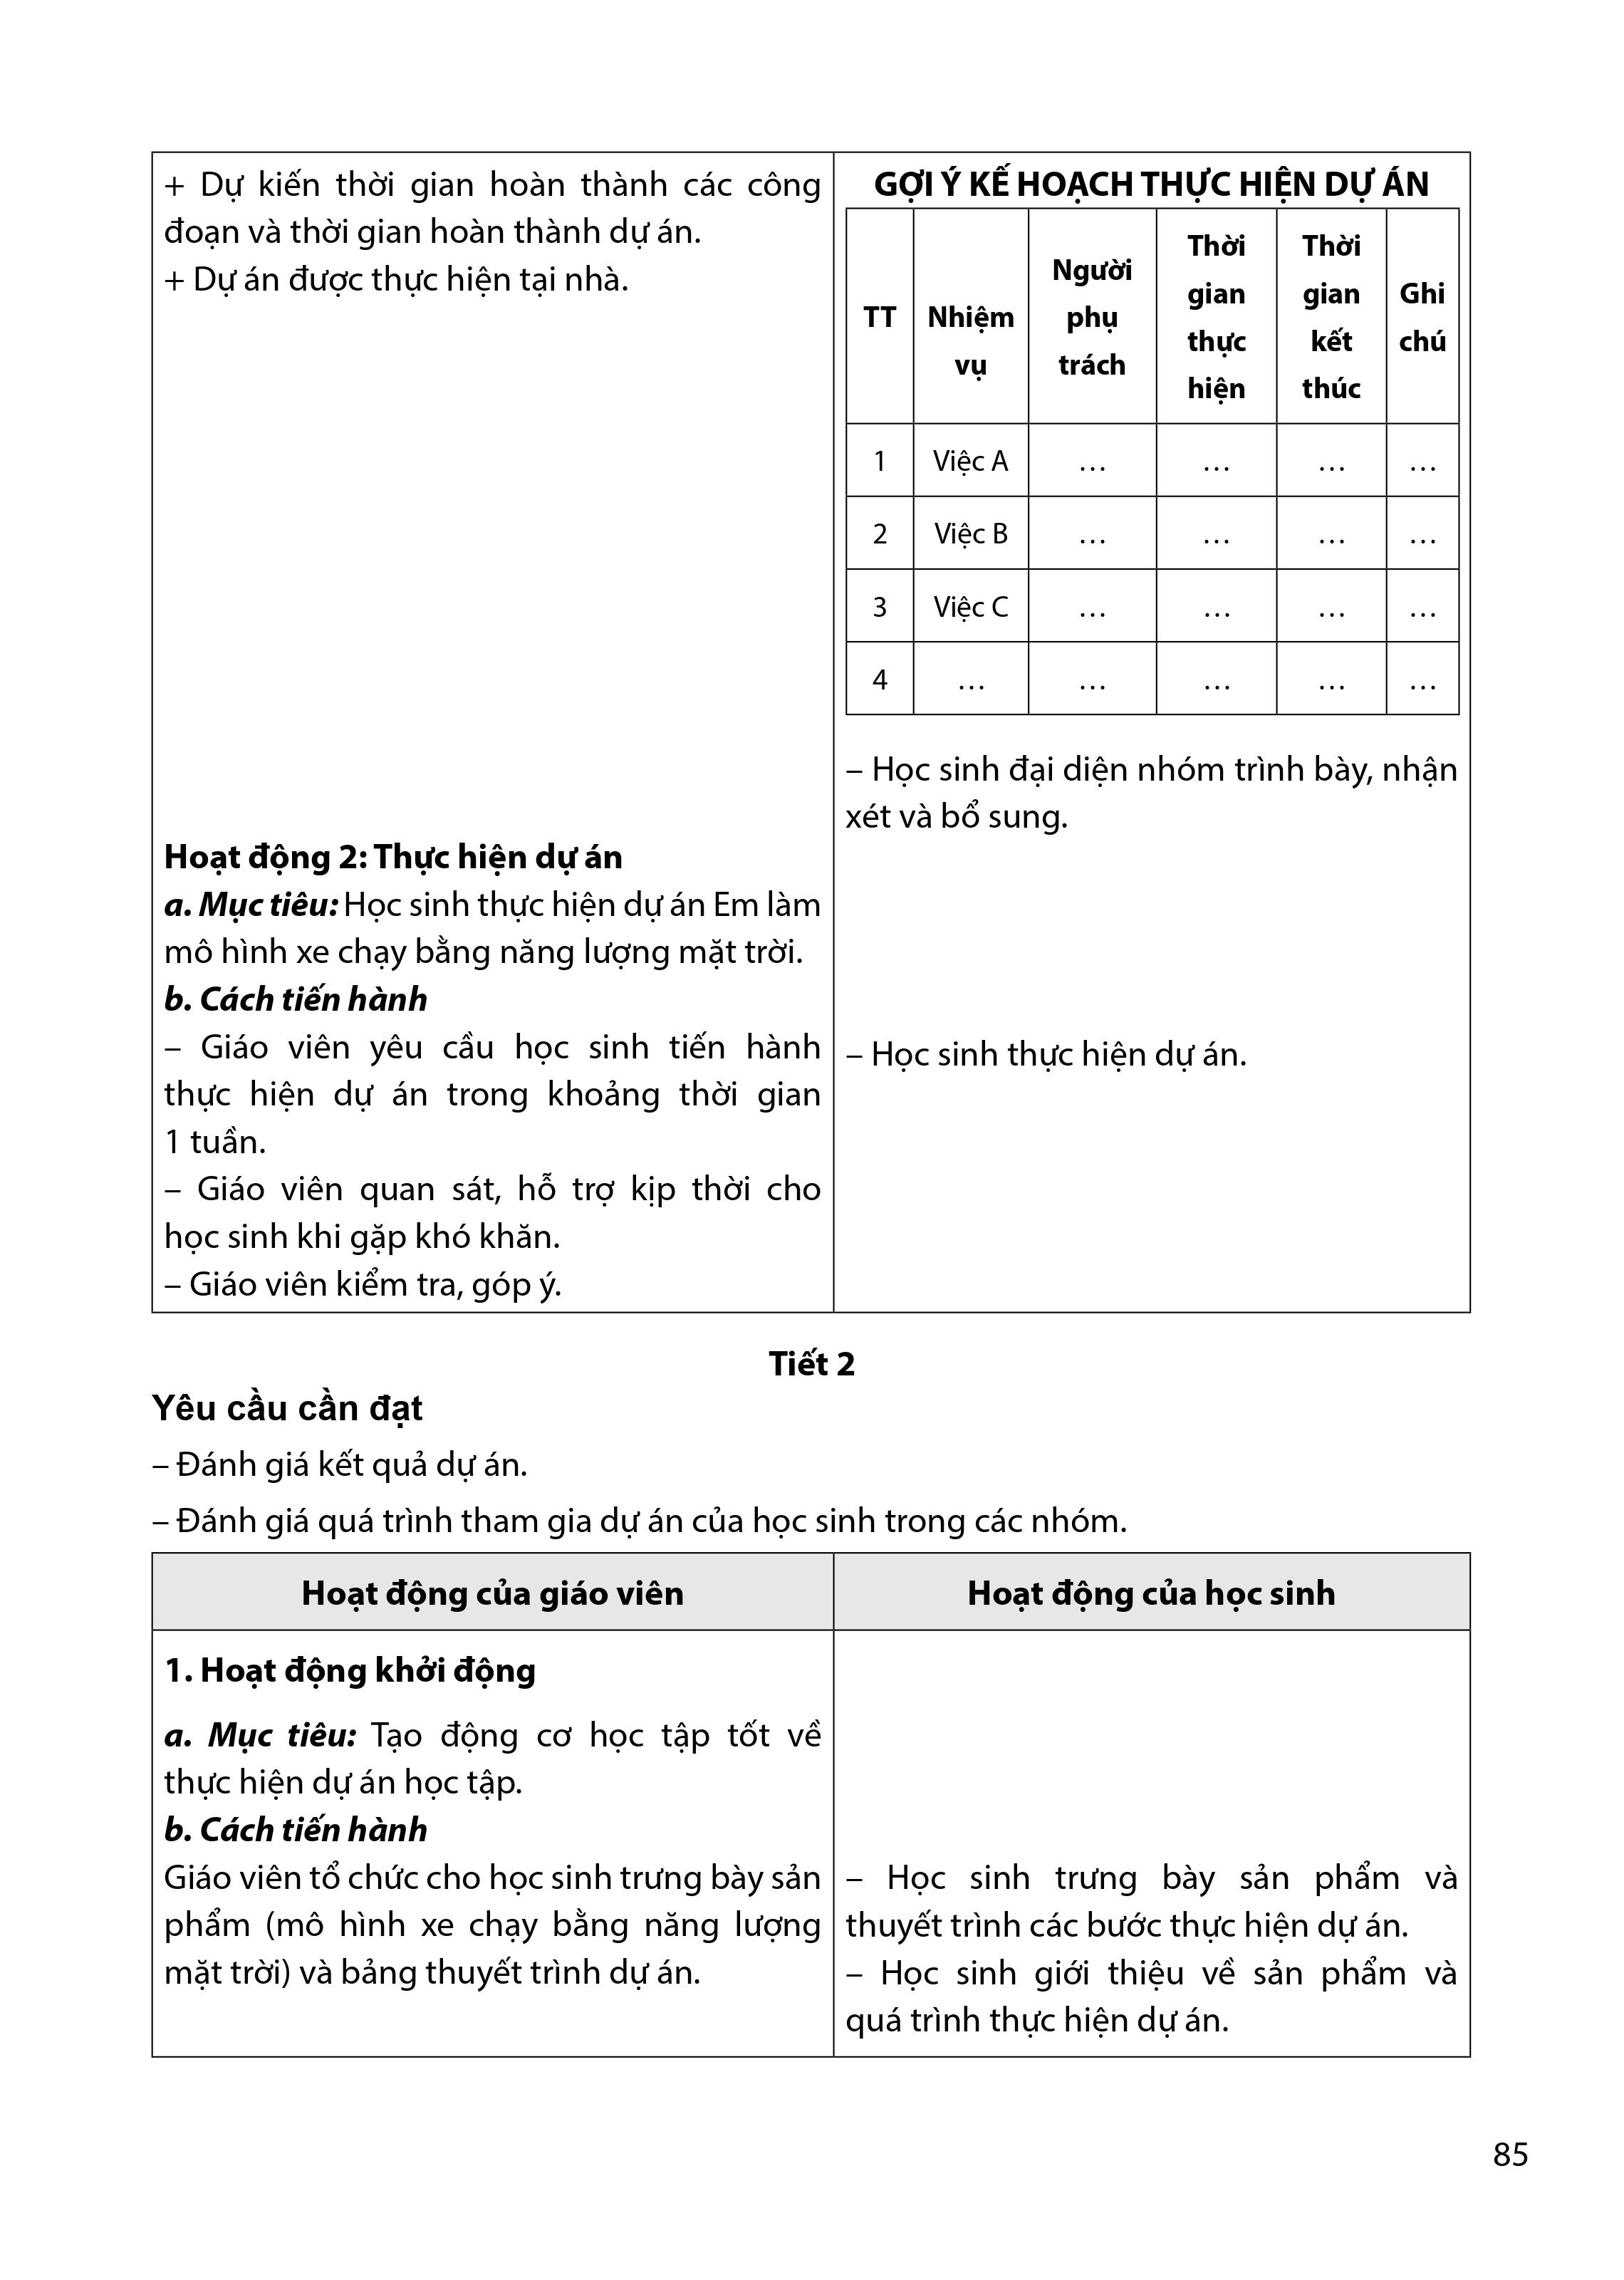 + Dự kiến thời gian hoàn thành các công
đoạn và thời gian hoàn thành dự án.
+ Dự án được thực hiện tại nhà.
Hoạt động 2: Thực hiện dự án
a. Mục tiêu: Học sinh thực hiện dự án Em làm
mô hình xe chạy bằng năng lượng mặt trời.
b. Cách tiến hành
– Giáo viên yêu cầu học sinh tiến hành
thực hiện dự án trong khoảng thời gian
1 tuần.
– Giáo viên quan sát, hỗ trợ kịp thời cho
học sinh khi gặp khó khăn.
– Giáo viên kiểm tra, góp ý.
GỢI Ý KẾ HOẠCH THỰC HIỆN DỰ ÁN
TT
Nhiệm
vụ
Người
phụ
trách
Thời
gian
thực
hiện
Thời
gian
kết
thúc
Ghi
chú
1 Việc A … … … …
2 Việc B … … … …
3 Việc C … … … …
4 … … … … …
– Học sinh đại diện nhóm trình bày, nhận
xét và bổ sung.
– Học sinh thực hiện dự án.
Tiết 2
Yêu cầu cần đạt
– Đánh giá kết quả dự án.
– Đánh giá quá trình tham gia dự án của học sinh trong các nhóm.
Hoạt động của giáo viên
Hoạt động của học sinh
1. Hoạt động khởi động
a. Mục tiêu: Tạo động cơ học tập tốt về
thực hiện dự án học tập.
b. Cách tiến hành
Giáo viên tổ chức cho học sinh trưng bày sản
phẩm (mô hình xe chạy bằng năng lượng
mặt trời) và bảng thuyết trình dự án.
– Học sinh trưng bày sản phẩm và
thuyết trình các bước thực hiện dự án.
– Học sinh giới thiệu về sản phẩm và
quá trình thực hiện dự án.
85